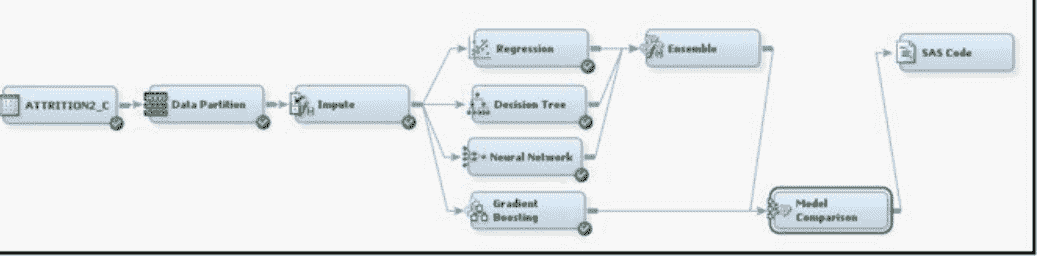 ATTRITION2_C
Data Partition
Impute
Regression
Decision Tree
Neural Network
Gradient
Boosting
Ensemble
Model
Comparison
SAS Code